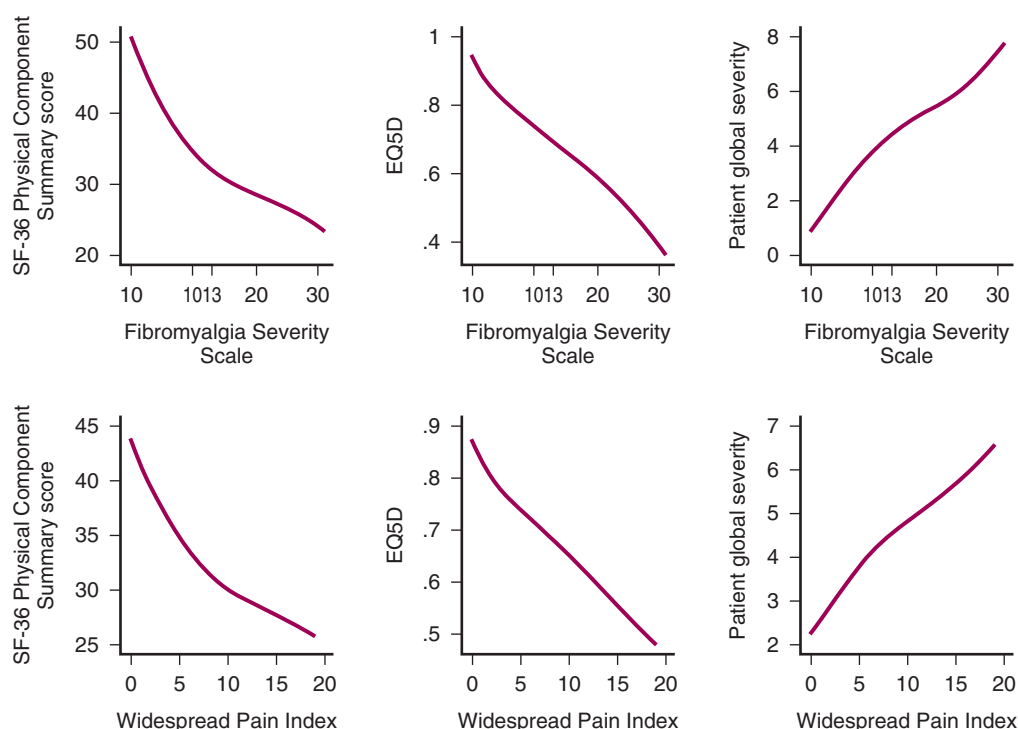 SF-36 Physical Component
Summary score
50
40
30
20
10 1013 20 30
Fibromyalgia Severity
Scale
EQ5D
1
.8
.6
.4
10 1013 20 30
Fibromyalgia Severity
Scale
Patient global severity
8
6
4
2
0
10 1013 20 30
Fibromyalgia Severity
Scale
SF-36 Physical Component
Summary score
45
40
35
30
25
0 5 10 15 20
Widespread Pain Index
EQ5D
.9
.8
.7
.6
.5
0 5 10 15 20
Widespread Pain Index
Patient global severity
7
6
5
4
3
2
0 5 10 15 20
Widespread Pain Index